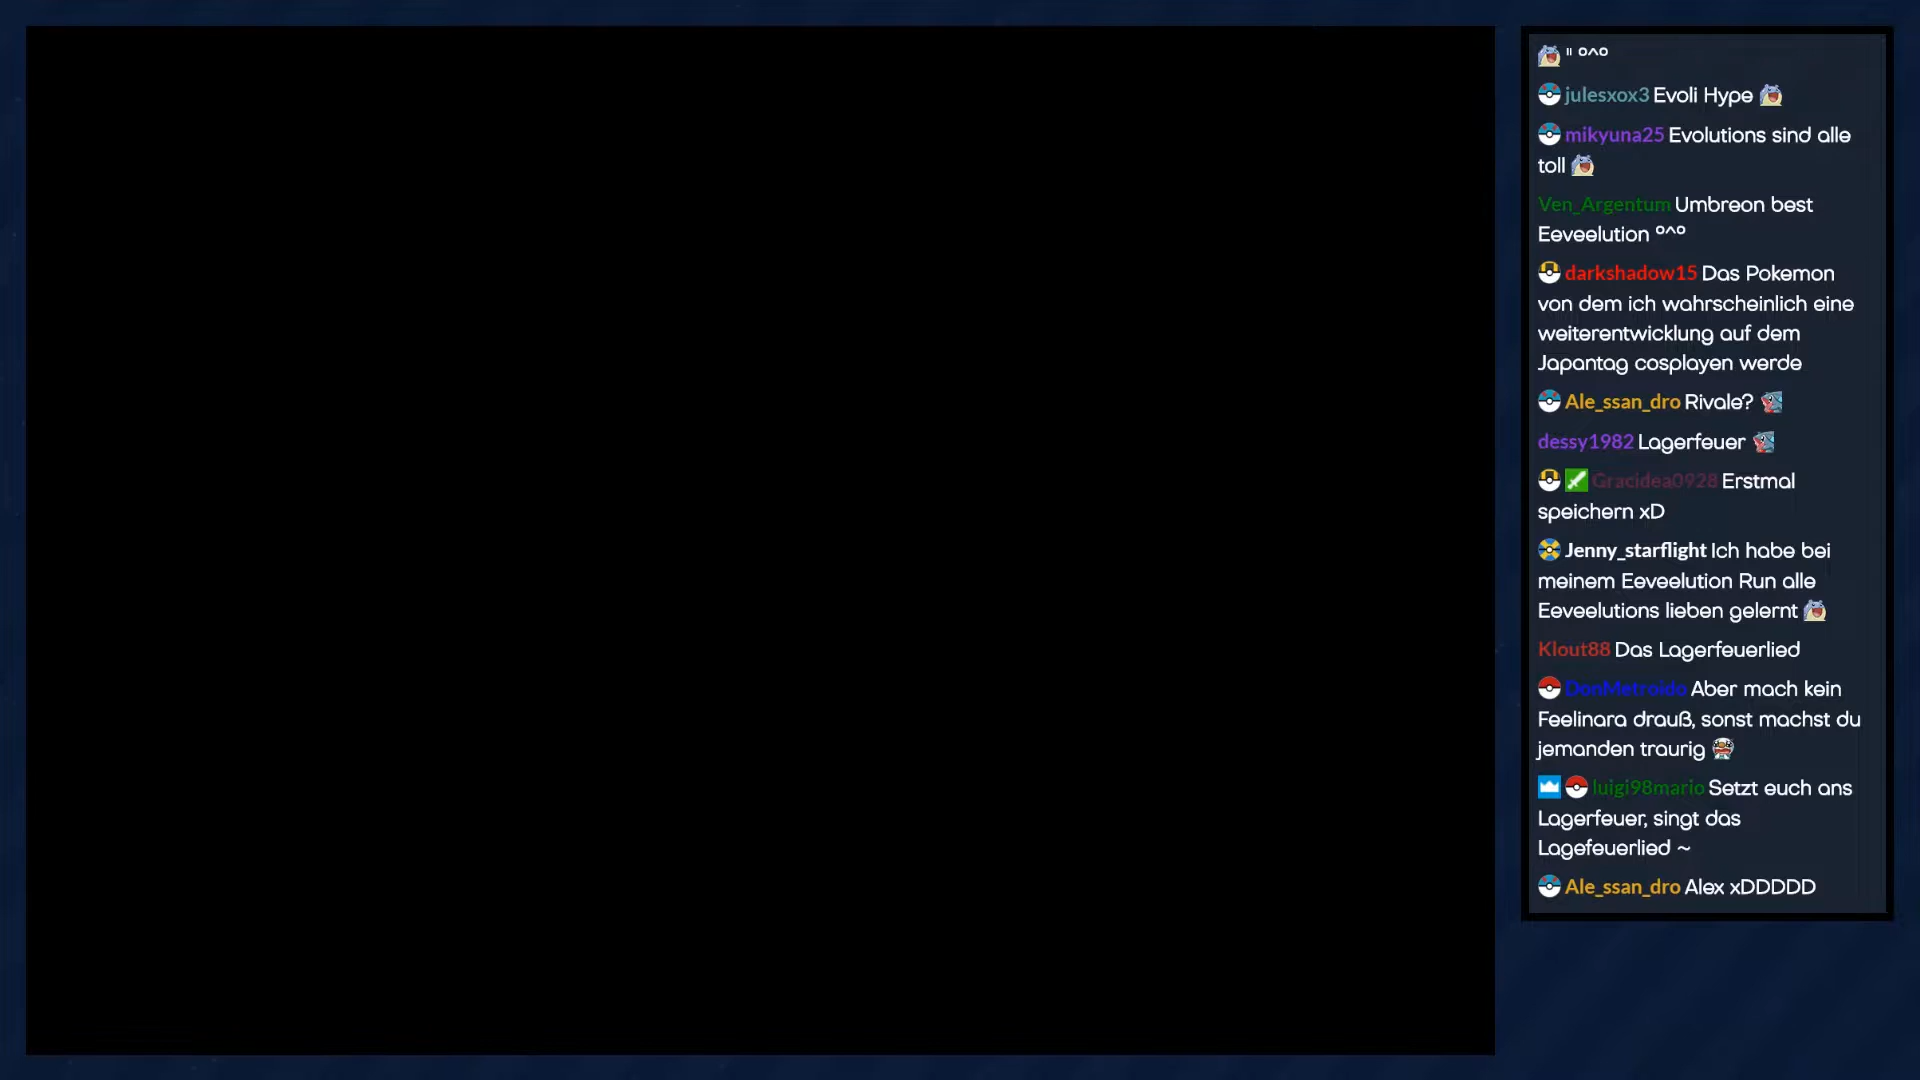 " º^º
julesxox3 Evoli Hype
mikyuna25 Evolutions sind alle
toll
Ven_Argentum Umbreon best
Eeveelution º^º
darkshadow15 Das Pokemon
von dem ich wahrscheinlich eine
weiterentwicklung auf dem
Japantag cosplayen werde
Ale_ssan_dro Rivale?
dessy1982 Lagerfeuer
Gracidea0928 Erstmal
speichern xD
Jenny_starflight Ich habe bei
meinem Eeveelution Run alle
Eeveelutions lieben gelernt
Klout88 Das Lagerfeuerlied
DonMetroido Aber mach kein
Feelinara drauß, sonst machst du
jemanden traurig
luigi98mario Setzt euch ans
Lagerfeuer, singt das
Lagefeuerlied ~
Ale_ssan_dro Alex xDDDDD